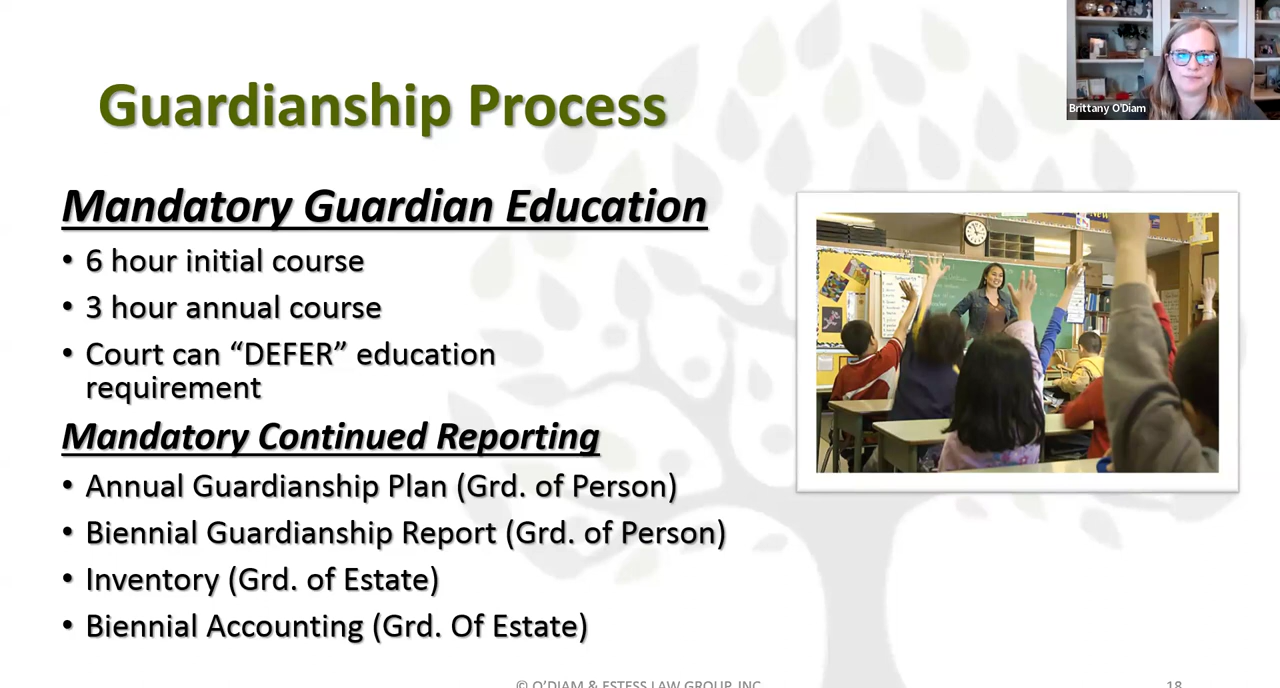 Guardianship Process
Brittany O'Diam
Mandatory Guardian Education
• 6 hour initial course
• 3 hour annual course
• Court can “DEFER” education
requirement
Mandatory Continued Reporting
• Annual Guardianship Plan (Grd. of Person)
• Biennial Guardianship Report (Grd. of Person)
• Inventory (Grd. of Estate)
• Biennial Accounting (Grd. Of Estate)
© O'DIAM & ESTESS LAW GROUP, INC.
18